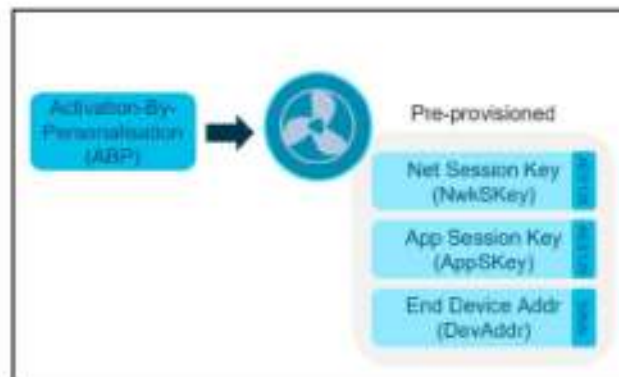 Activation-By-
Personalisation
(ABP)
Pre-provisioned
Net Session Key
(NwkSKey)
App Session Key
(AppSKey)
End Device Addr
(DevAddr)